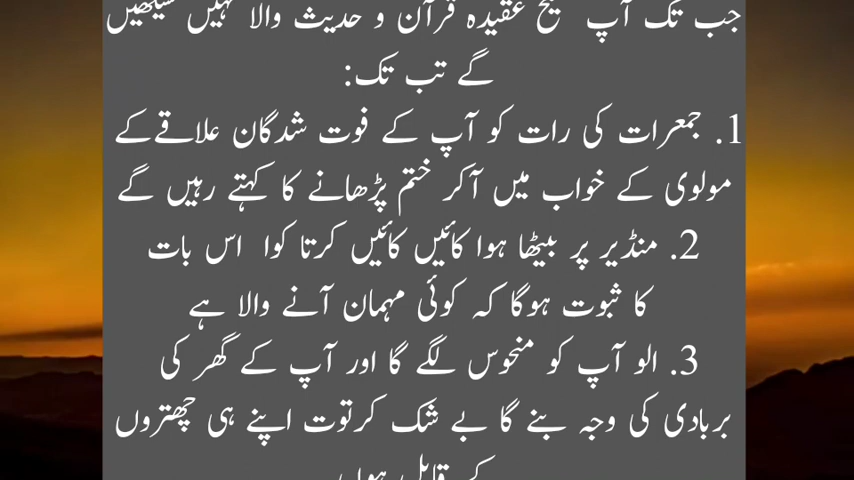 جب تک آپ صحیح عقیدہ قرآن و حدیث والا نہیں سیکھیں
گے تب تک:
1. جمعرات کی رات کو آپ کے فوت شدگان علاقے کے
مولوی کے خواب میں آکر ختم پڑھانے کا کہتے رہیں گے
2. منڈیر پر بیٹھا ہوا کائیں کائیں کرتا کوا اس بات
کا ثبوت ہوگا کہ کوئی مہمان آنے والا ہے
3. الو آپ کو منحوس لگے گا اور آپ کے گھر کی
بربادی کی وجہ بنے گا بے شک کرتوت اپنے ہی چھتروں
کے قابل ہوں